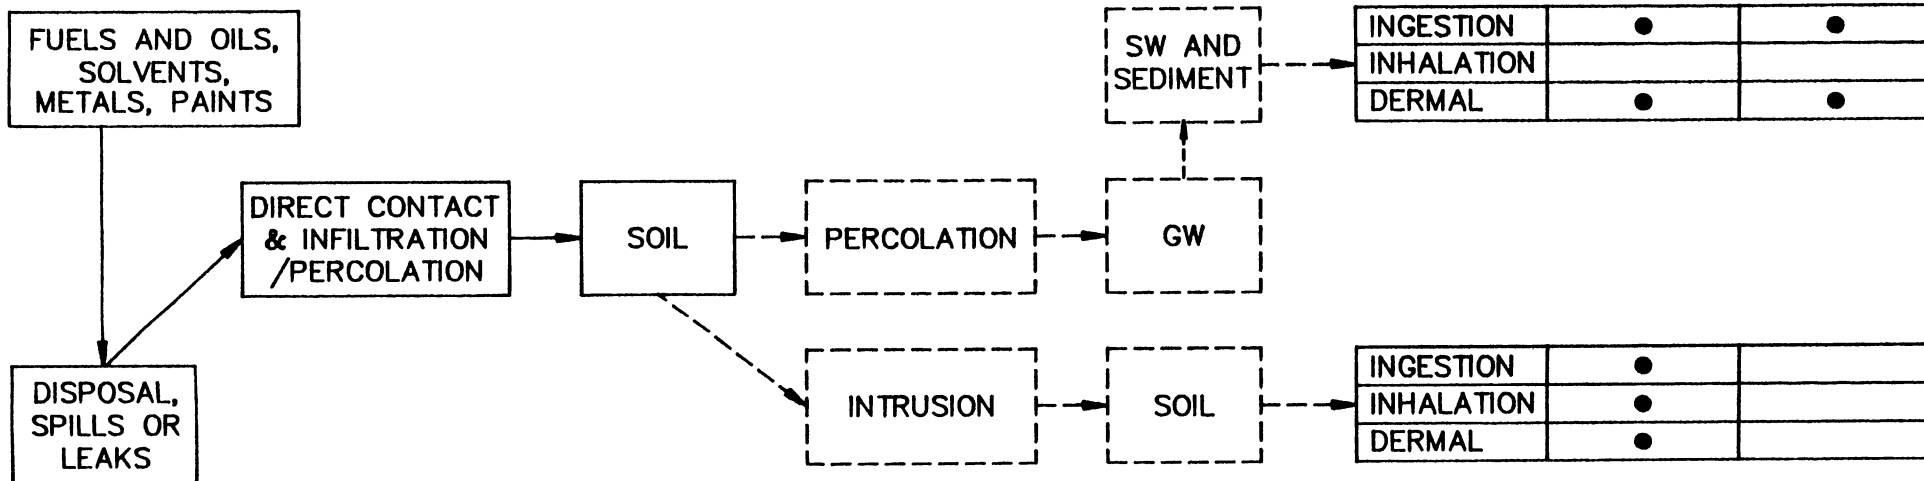 FUELS AND OILS,
SOLVENTS,
METALS, PAINTS
DISPOSAL,
SPILLS OR
LEAKS
DIRECT CONTACT
& INFILTRATION
/PERCOLATION
SOIL
PERCOLATION
GW
SW AND
SEDIMENT
INGESTION
INHALATION
DERMAL
INTRUSION
SOIL
INGESTION
INHALATION
DERMAL